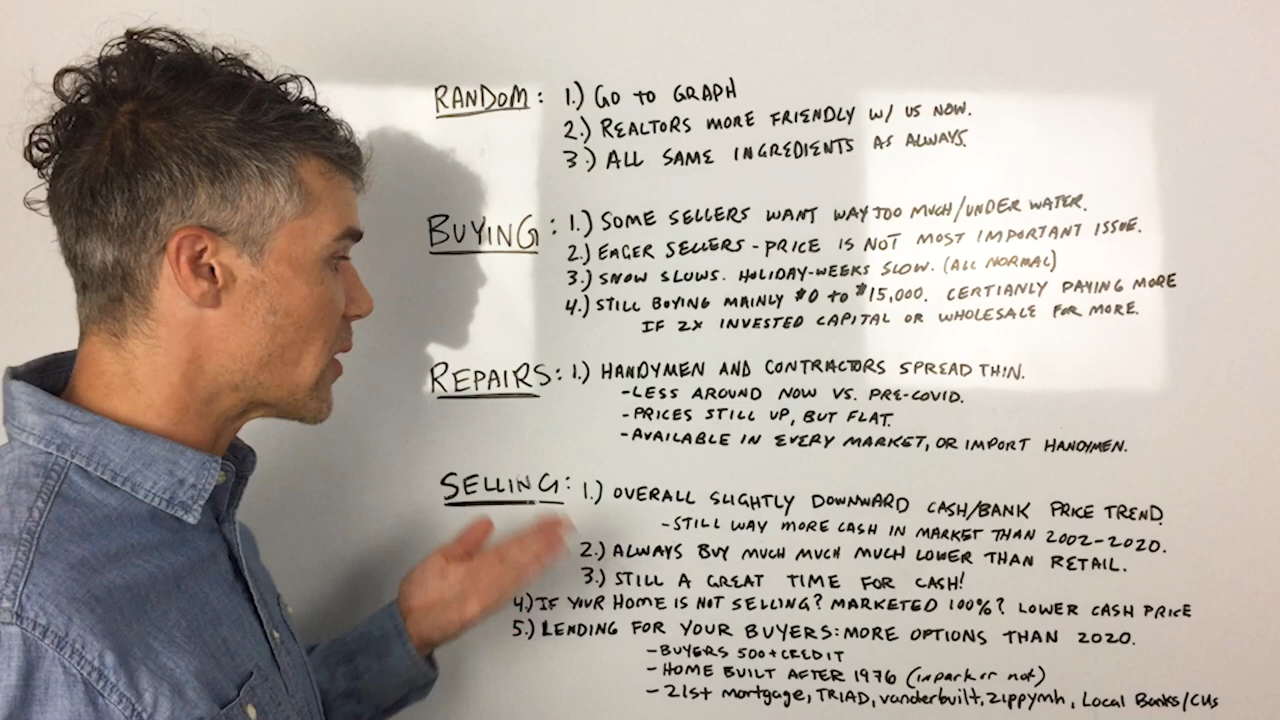 RANDOM: 1.) GO TO GRAPH
2.) REALTORS MORE FRIENDLY W/ US NOW.
3.) ALL SAME INGREDIENTS AS ALWAYS.
BUYING: 1.) SOME SELLERS WANT WAY TOO MUCH/UNDER WATER.
2.) EAGER SELLERS - PRICE IS NOT MOST IMPORTANT ISSUE.
3.) SNOW SLOWS. HOLIDAY-WEEKS SLOW. (ALL NORMAL)
4.) STILL BUYING MAINLY $0 TO $15,000. CERTIANLY PAYING MORE
IF 2X INVESTED CAPITAL OR WHOLESALE FOR MORE.
REPAIRS: 1.) HANDYMEN AND CONTRACTORS SPREAD THIN.
-LESS AROUND NOW VS. PRE-COVID.
-PRICES STILL UP, BUT FLAT.
-AVAILABLE IN EVERY MARKET, OR IMPORT HANDYMEN.
SELLING: 1.) OVERALL SLIGHTLY DOWNWARD CASH/BANK PRICE TREND.
-STILL WAY MORE CASH IN MARKET THAN 2002-2020.
2.) ALWAYS BUY MUCH MUCH MUCH LOWER THAN RETAIL.
3.) STILL A GREAT TIME FOR CASH!
4.) IF YOUR HOME IS NOT SELLING? MARKETED 100%? LOWER CASH PRICE
5.) LENDING FOR YOUR BUYERS: MORE OPTIONS THAN 2020.
-BUYERS 500+ CREDIT
-HOME BUILT AFTER 1976 (in park or not)
-21st mortgage, TRIAD, vanderbuilt, zippymh, Local Banks/CUs